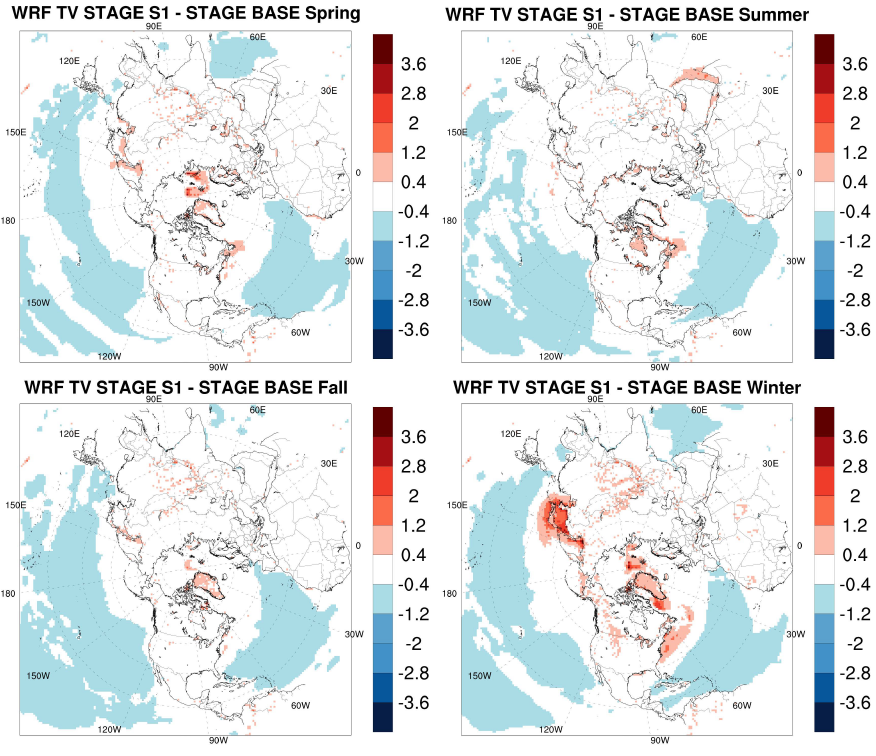 WRF TV STAGE S1 - STAGE BASE Spring
90E
60E
120E
30E
150E
0
180
30W
150W
60W
120W
90W
3.6
2.8
2
1.2
0.4
-0.4
-1.2
-2
-2.8
-3.6
WRF TV STAGE S1 - STAGE BASE Summer
90E
60E
120E
30E
150E
0
180
30W
150W
60W
120W
90W
3.6
2.8
2
1.2
0.4
-0.4
-1.2
-2
-2.8
-3.6
WRF TV STAGE S1 - STAGE BASE Fall
90E
60E
120E
30E
150E
0
180
30W
150W
60W
120W
90W
3.6
2.8
2
1.2
0.4
-0.4
-1.2
-2
-2.8
-3.6
WRF TV STAGE S1 - STAGE BASE Winter
90E
60E
120E
30E
150E
0
180
30W
150W
60W
120W
90W
3.6
2.8
2
1.2
0.4
-0.4
-1.2
-2
-2.8
-3.6